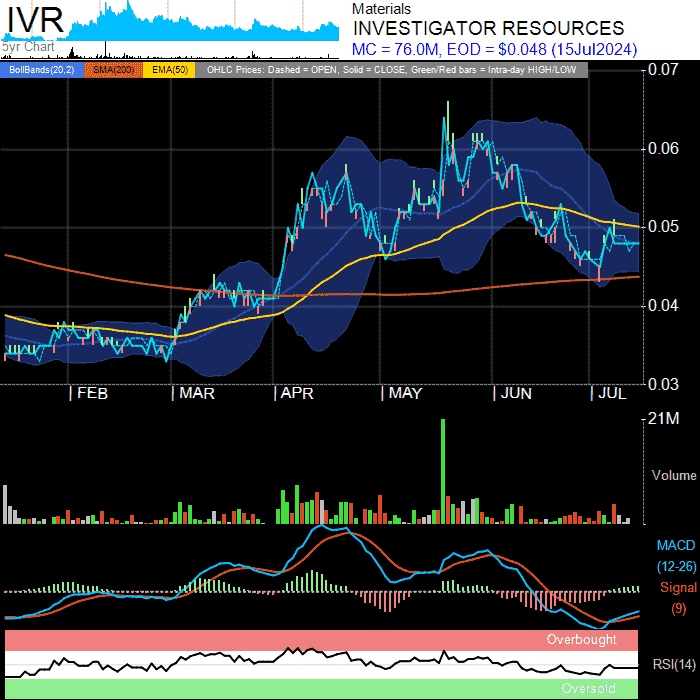 IVR
5yr Chart
Materials
INVESTIGATOR RESOURCES
MC = 76.0M, EOD = $0.048 (15Jul2024)
BollBands(20,2) SMA(200) EMA(50) OHLC Prices: Dashed = OPEN, Solid = CLOSE, Green/Red bars = Intra-day HIGH/LOW
0.07
0.06
0.05
0.04
0.03
| FEB | MAR | APR | MAY | JUN | JUL
21M
Volume
MACD
(12-26)
Signal
(9)
Overbought
RSI(14)
Oversold